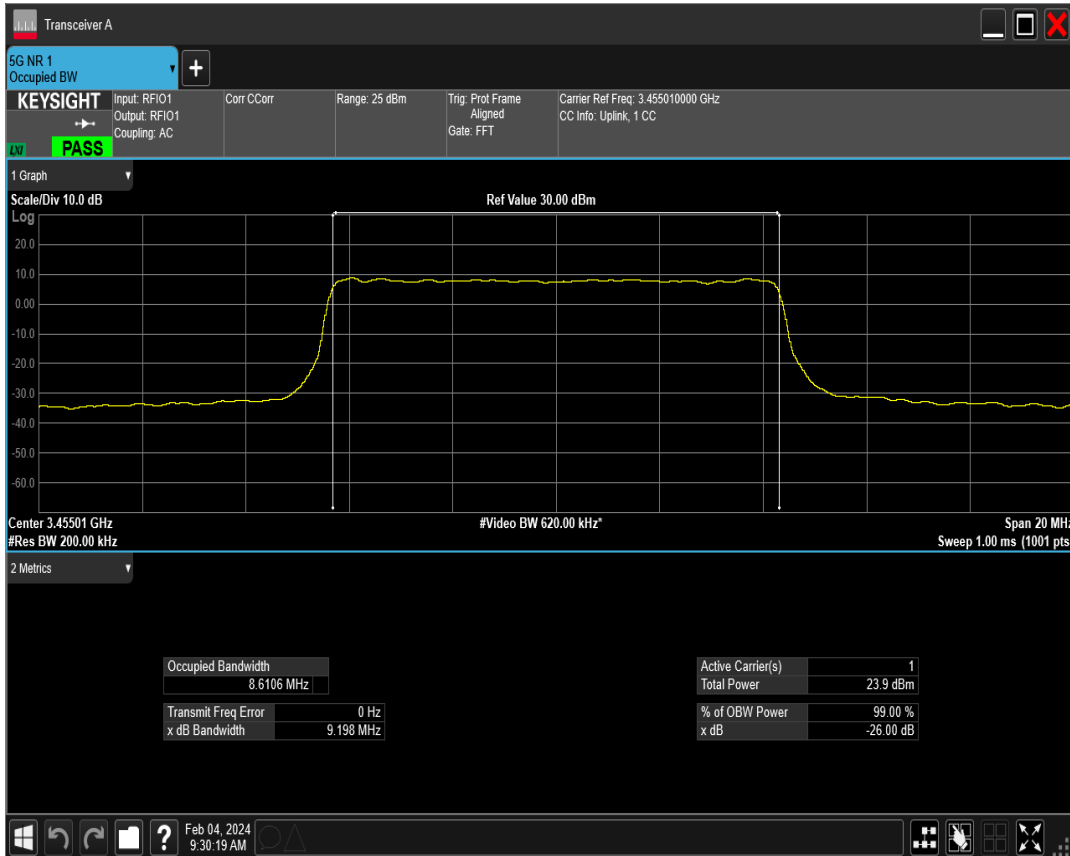 Transceiver A
5G NR 1
Occupied BW
+
KEYSIGHT
LXI
PASS
Input: RFIO1
Output: RFIO1
Coupling: AC
Corr CCorr
Range: 25 dBm
Trig: Prot Frame
Aligned
Gate: FFT
Carrier Ref Freq: 3.455010000 GHz
CC Info: Uplink, 1 CC
1 Graph
Scale/Div 10.0 dB
Ref Value 30.00 dBm
Log
20.0
10.0
0.00
-10.0
-20.0
-30.0
-40.0
-50.0
-60.0
Center 3.45501 GHz
#Video BW 620.00 kHz*
Span 20 MHz
#Res BW 200.00 kHz
Sweep 1.00 ms (1001 pts
2 Metrics
Occupied Bandwidth
8.6106 MHz
Transmit Freq Error 0 Hz
x dB Bandwidth 9.198 MHz
Active Carrier(s) 1
Total Power 23.9 dBm
% of OBW Power 99.00 %
x dB -26.00 dB
?
Feb 04, 2024
9:30:19 AM